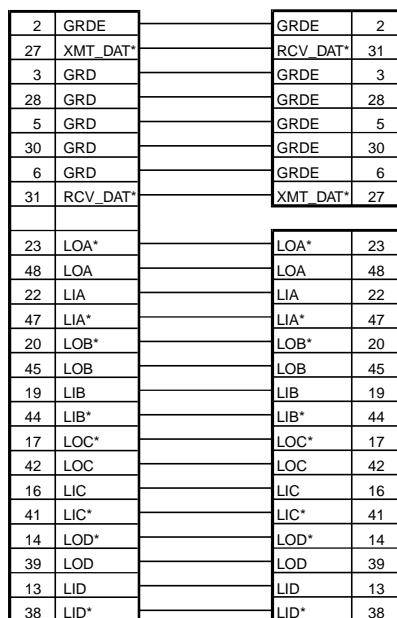 2 GRDE GRDE 2
27 XMT_DAT* RCV_DAT* 31
3 GRD GRDE 3
28 GRD GRDE 28
5 GRD GRDE 5
30 GRD GRDE 30
6 GRD GRDE 6
31 RCV_DAT* XMT_DAT* 27
23 LOA* LOA* 23
48 LOA LOA 48
22 LIA LIA 22
47 LIA* LIA* 47
20 LOB* LOB* 20
45 LOB LOB 45
19 LIB LIB 19
44 LIB* LIB* 44
17 LOC* LOC* 17
42 LOC LOC 42
16 LIC LIC 16
41 LIC* LIC* 41
14 LOD* LOD* 14
39 LOD LOD 39
13 LID LID 13
38 LID* LID* 38